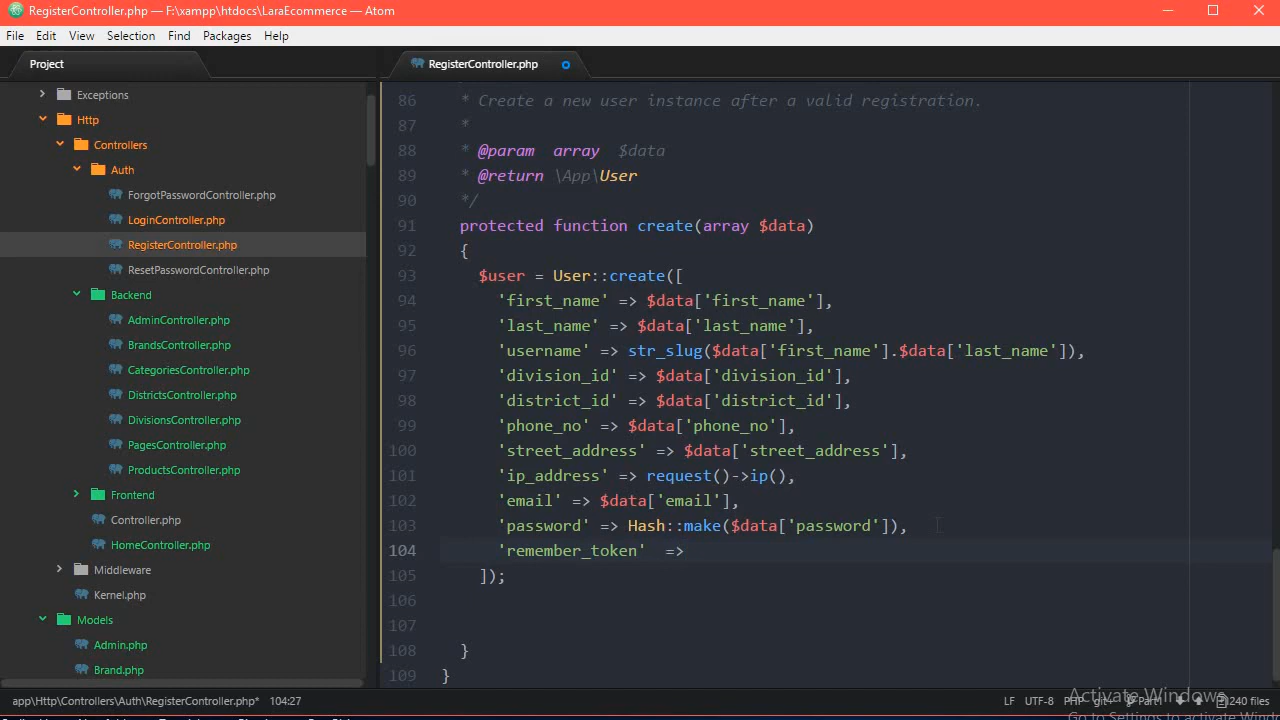 RegisterController.php — F:\xampp\htdocs\LaraEcommerce — Atom
File Edit View Selection Find Packages Help
Project
RegisterController.php
Exceptions
Http
Controllers
Auth
ForgotPasswordController.php
LoginController.php
RegisterController.php
ResetPasswordController.php
Backend
AdminController.php
BrandsController.php
CategoriesController.php
DistrictsController.php
DivisionsController.php
PagesController.php
ProductsController.php
Frontend
Controller.php
HomeController.php
Middleware
Kernel.php
Models
Admin.php
Brand.php
86 * Create a new user instance after a valid registration.
87 *
88 * @param  array  $data
89 * @return \App\User
90 */
91 protected function create(array $data)
92 {
93 $user = User::create([
94 'first_name' => $data['first_name'],
95 'last_name' => $data['last_name'],
96 'username' => str_slug($data['first_name'].$data['last_name']),
97 'division_id' => $data['division_id'],
98 'district_id' => $data['district_id'],
99 'phone_no' => $data['phone_no'],
100 'street_address' => $data['street_address'],
101 'ip_address' => request()->ip(),
102 'email' => $data['email'],
103 'password' => Hash::make($data['password']),
104 'remember_token'  =>
105 ]);
106
107
108 }
109 }
app\Http\Controllers\Auth\RegisterController.php* 104:27
LF UTF-8 PHP git+ Part1 240 files
Activate Windows
Go to Settings to activate Wind